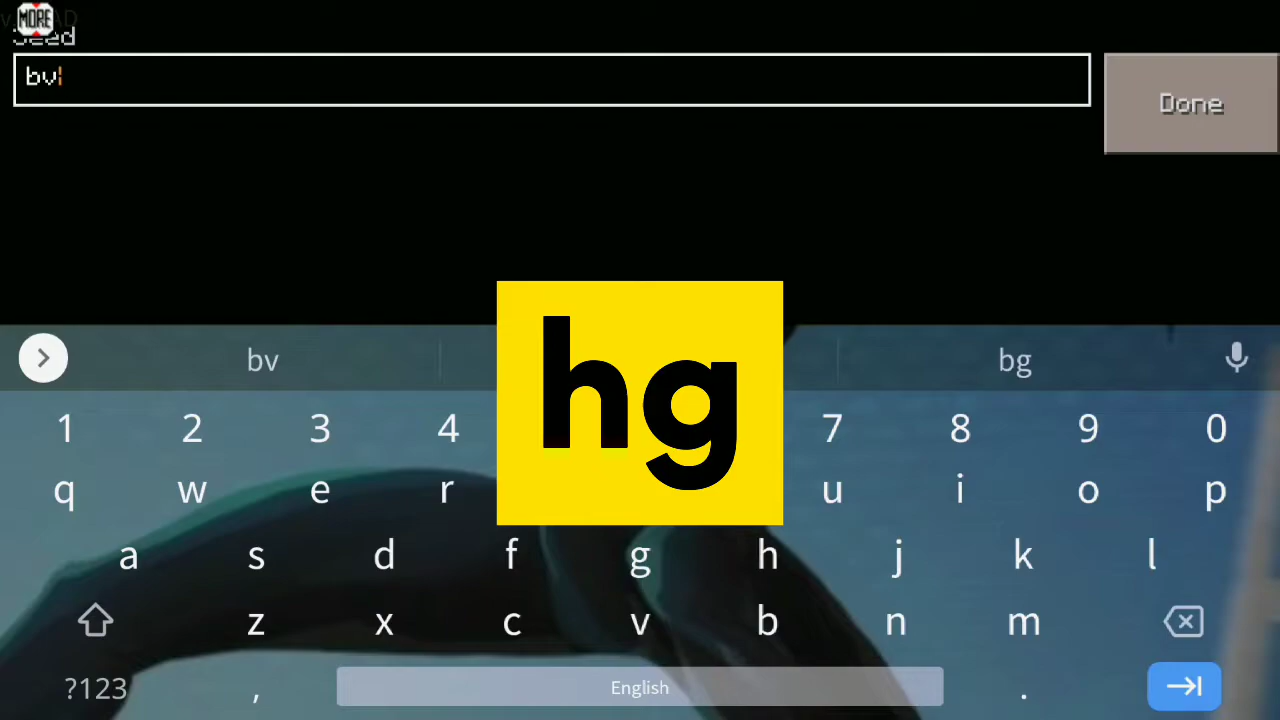 MORE
Seed
bv
Done
bv
bg
hg
1 2 3 4 7 8 9 0
q w e r u i o p
a s d f g h j k l
z x c v b n m
?123 , English .